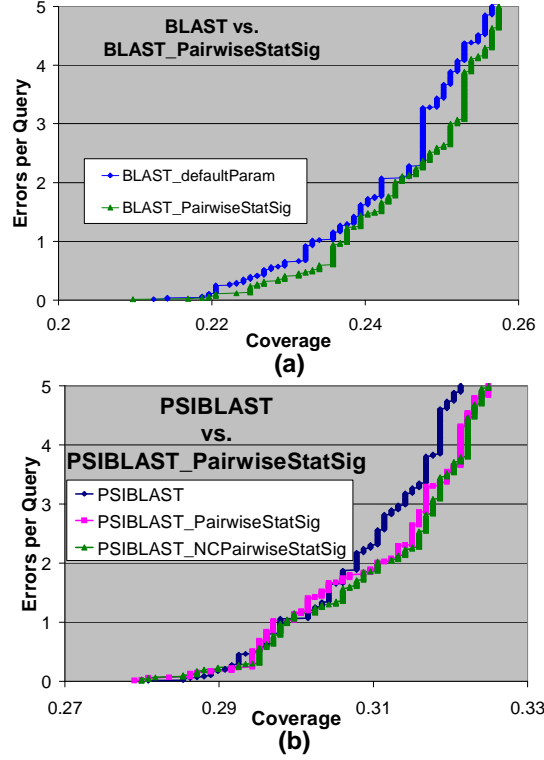 BLAST vs.
BLAST_PairwiseStatSig
Errors per Query
5
4
3
2
1
0
BLAST_defaultParam
BLAST_PairwiseStatSig
0.2
0.22
0.24
0.26
Coverage
(a)
PSIBLAST
vs.
PSIBLAST_PairwiseStatSig
Errors per Query
5
4
3
2
1
0
PSIBLAST
PSIBLAST_PairwiseStatSig
PSIBLAST_NCPairwiseStatSig
0.27
0.29
0.31
0.33
Coverage
(b)